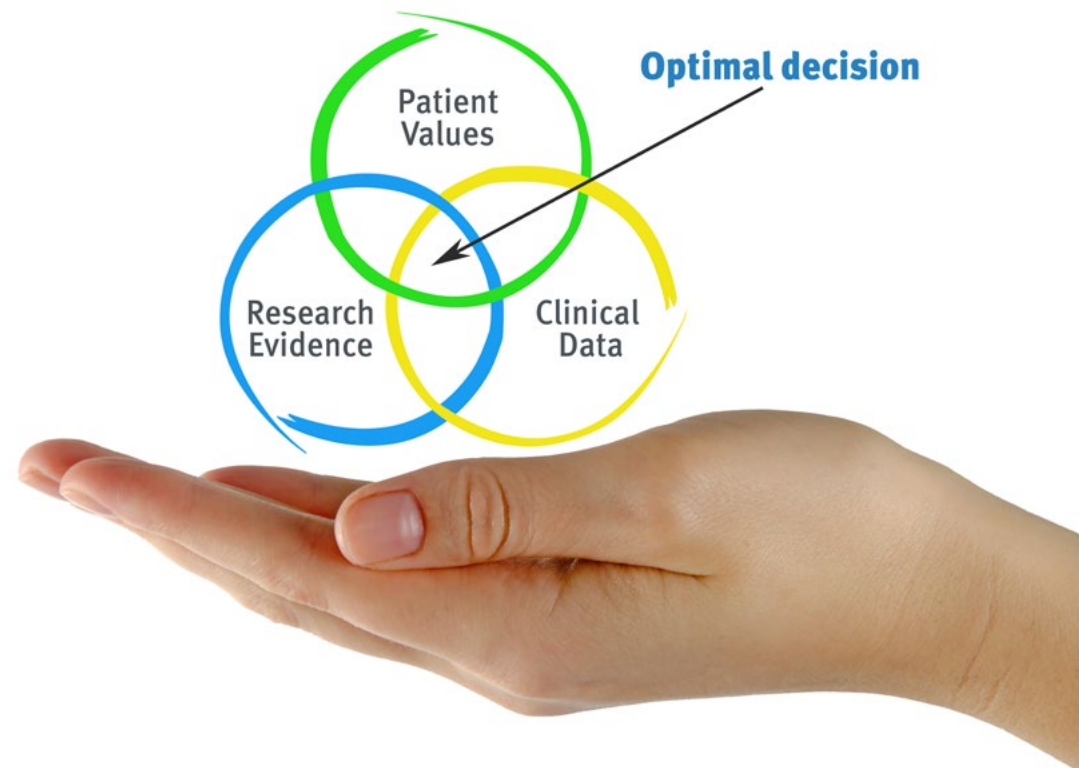 Optimal decision
Patient
Values
Research
Evidence
Clinical
Data